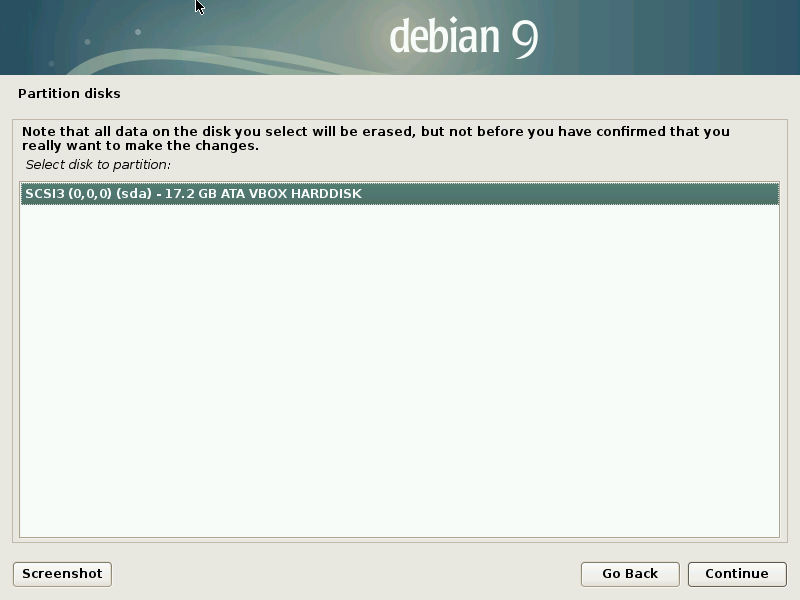 debian 9
Partition disks
Note that all data on the disk you select will be erased, but not before you have confirmed that you
really want to make the changes.
Select disk to partition:
SCSI3 (0,0,0) (sda) - 17.2 GB ATA VBOX HARDDISK
Screenshot
Go Back
Continue